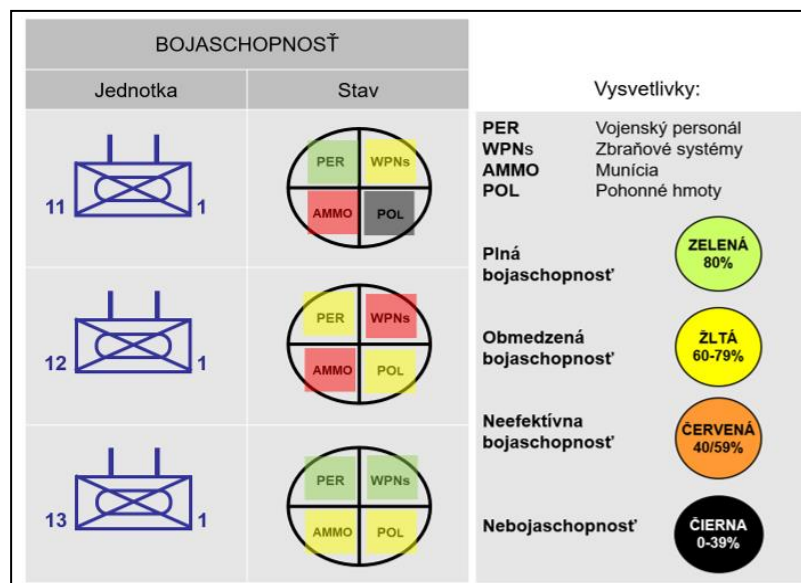 BOJASCHOPNOSŤ
Jednotka
Stav
11
1
PER
WPNs
AMMO
POL
12
1
PER
WPNs
AMMO
POL
13
1
PER
WPNs
AMMO
POL
Vysvetlivky:
PER Vojenský personál
WPNs Zbraňové systémy
AMMO Munícia
POL Pohonné hmoty
Plná
bojaschopnosť
ZELENÁ
80%
Obmedzená
bojaschopnosť
ŽLTÁ
60-79%
Neefektívna
bojaschopnosť
ČERVENÁ
40/59%
Nebojaschopnosť
ČIERNA
0-39%